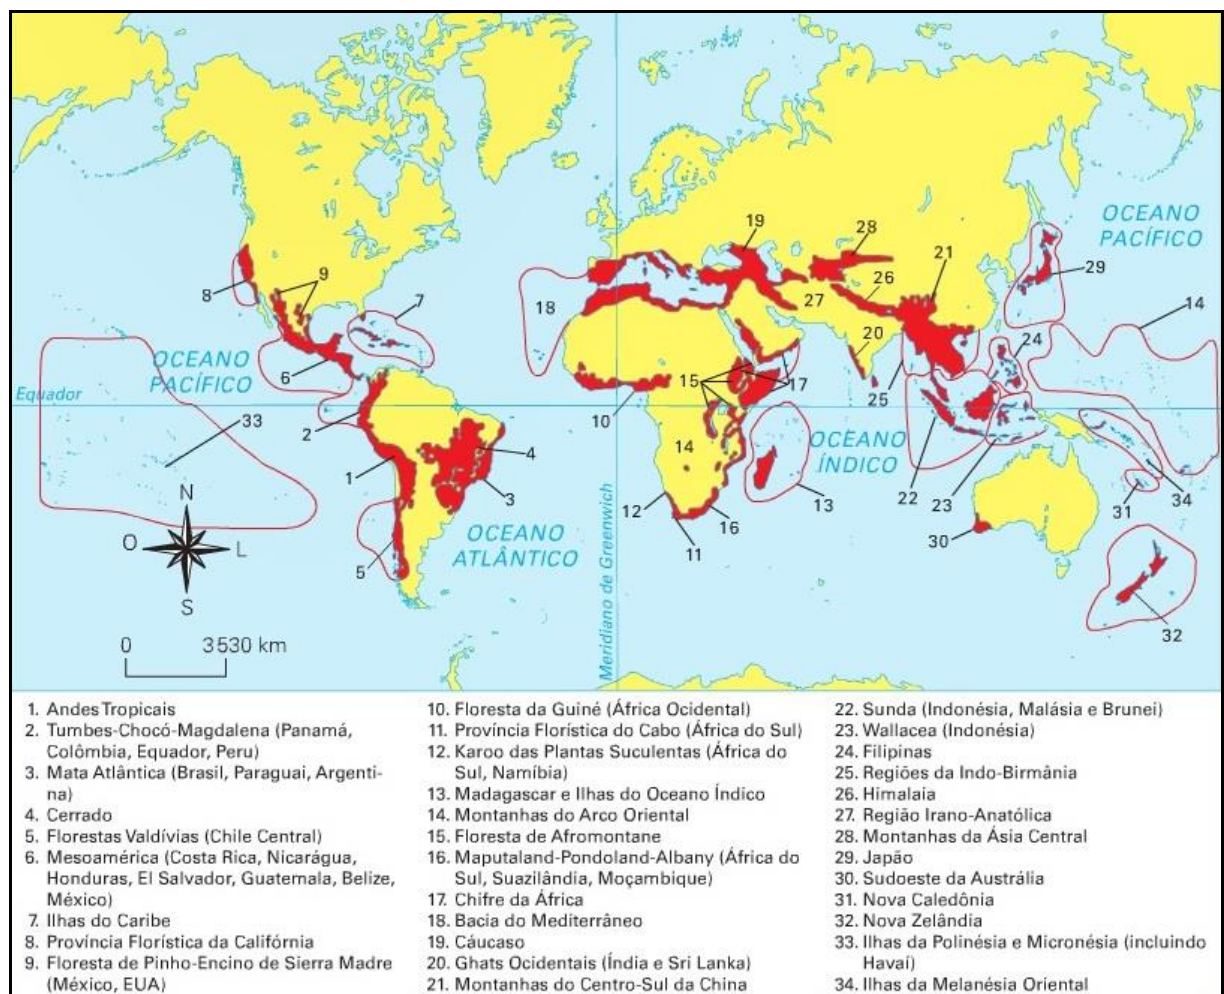 19
28
21
OCEANO
PACÍFICO
29
14
26
27
8
9
7
18
20
24
OCEANO
PACÍFICO
6
15
17
25
Equador
10
33
2
4
14
OCEANO
ÍNDICO
1
3
12
16
13
22
23
31
34
N
O
L
S
5
OCEANO
ATLÂNTICO
11
30
32
Meridiano de Greenwich
0
3530 km
1. Andes Tropicais
2. Tumbes-Chocó-Magdalena (Panamá,
Colômbia, Equador, Peru)
3. Mata Atlântica (Brasil, Paraguai, Argenti-
na)
4. Cerrado
5. Florestas Valdívias (Chile Central)
6. Mesoamérica (Costa Rica, Nicarágua,
Honduras, El Salvador, Guatemala, Belize,
México)
7. Ilhas do Caribe
8. Província Florística da Califórnia
9. Floresta de Pinho-Encino de Sierra Madre
(México, EUA)
10. Floresta da Guiné (África Ocidental)
11. Província Florística do Cabo (África do Sul)
12. Karoo das Plantas Suculentas (África do
Sul, Namíbia)
13. Madagascar e Ilhas do Oceano Índico
14. Montanhas do Arco Oriental
15. Floresta de Afromontane
16. Maputaland-Pondoland-Albany (África do
Sul, Suazilândia, Moçambique)
17. Chifre da África
18. Bacia do Mediterrâneo
19. Cáucaso
20. Ghats Ocidentais (Índia e Sri Lanka)
21. Montanhas do Centro-Sul da China
22. Sunda (Indonésia, Malásia e Brunei)
23. Wallacea (Indonésia)
24. Filipinas
25. Regiões da Indo-Birmânia
26. Himalaia
27. Região Irano-Anatólica
28. Montanhas da Ásia Central
29. Japão
30. Sudoeste da Austrália
31. Nova Caledônia
32. Nova Zelândia
33. Ilhas da Polinésia e Micronésia (incluindo
Havaí)
34. Ilhas da Melanésia Oriental